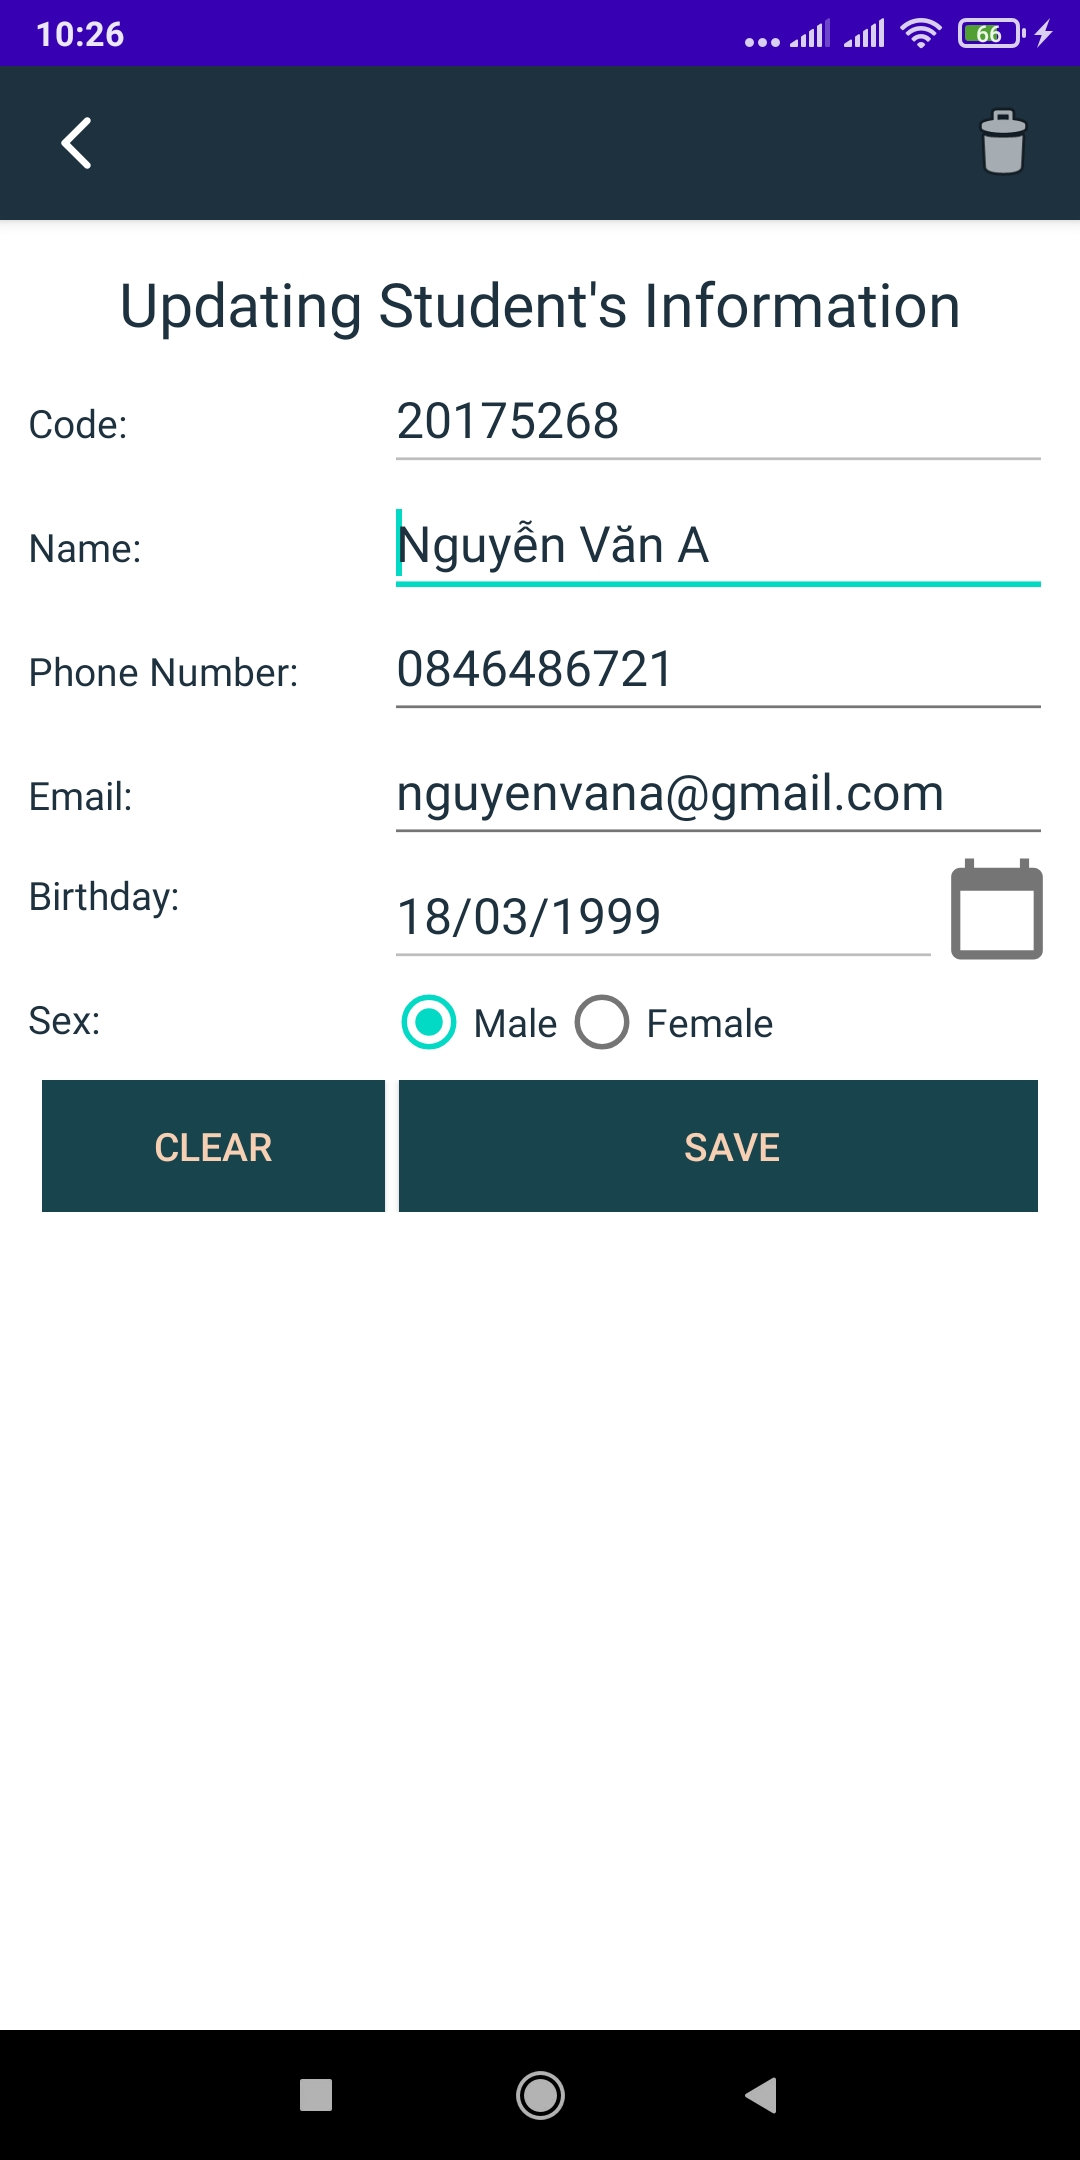 10:26
66
Updating Student's Information
Code: 20175268
Name: Nguyễn Văn A
Phone Number: 0846486721
Email: nguyenvana@gmail.com
Birthday: 18/03/1999
Sex: Male Female
CLEAR SAVE